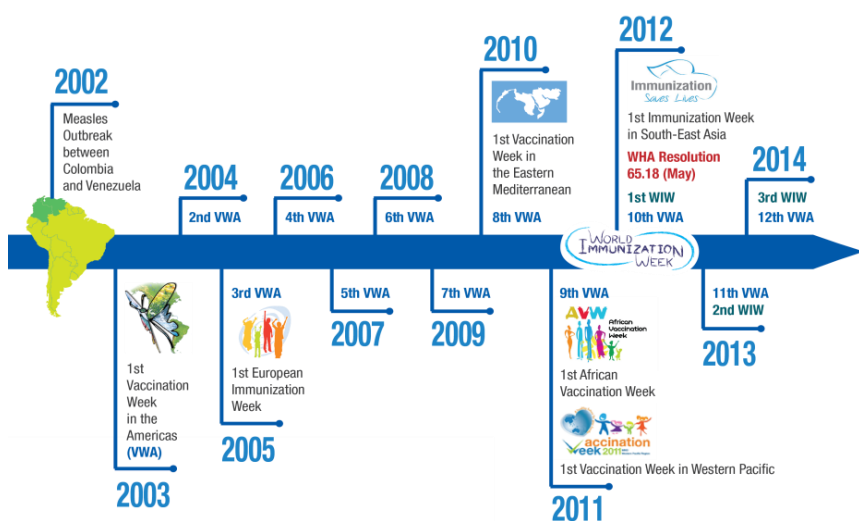 2002
Measles
Outbreak
between
Colombia
and Venezuela
2003
1st
Vaccination
Week
in the
Americas
(VWA)
2004
2nd VWA
2005
3rd VWA
1st European
Immunization
Week
2006
4th VWA
2007
5th VWA
2008
6th VWA
2009
7th VWA
2010
1st Vaccination
Week in
the Eastern
Mediterranean
8th VWA
2011
9th VWA
AVW
African
Vaccination
Week
1st African
Vaccination Week
accination
eek 2011
1st Vaccination Week in Western Pacific
2012
Immunization
Saves Lives
1st Immunization Week
in South-East Asia
WHA Resolution
65.18 (May)
1st WIW
10th VWA
WORLD
IMMUNIZATION
WEEK
2013
11th VWA
2nd WIW
2014
3rd WIW
12th VWA